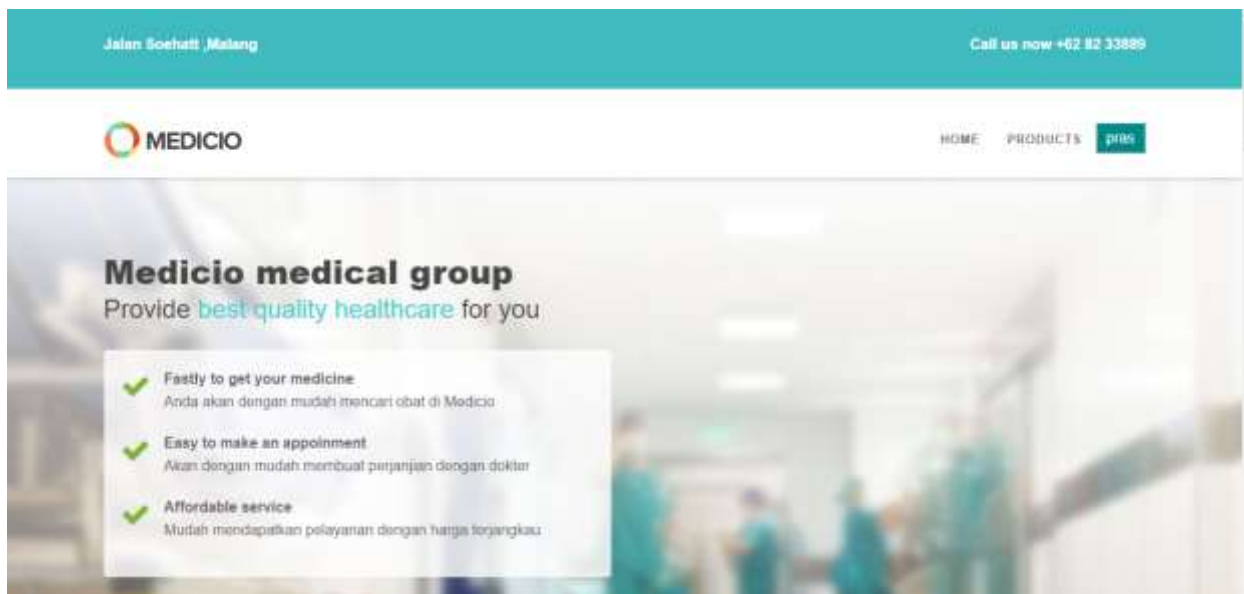 Jalan Soehatt ,Malang
Call us now +62 82 33889
MEDICIO
HOME PRODUCTS pras
Medicio medical group
Provide best quality healthcare for you
Fastly to get your medicine
Anda akan dengan mudah mencari obat di Medicio
Easy to make an appoinment
Akan dengan mudah membuat perjanjian dengan dokter
Affordable service
Mudah mendapatkan pelayanan dengan harga terjangkau